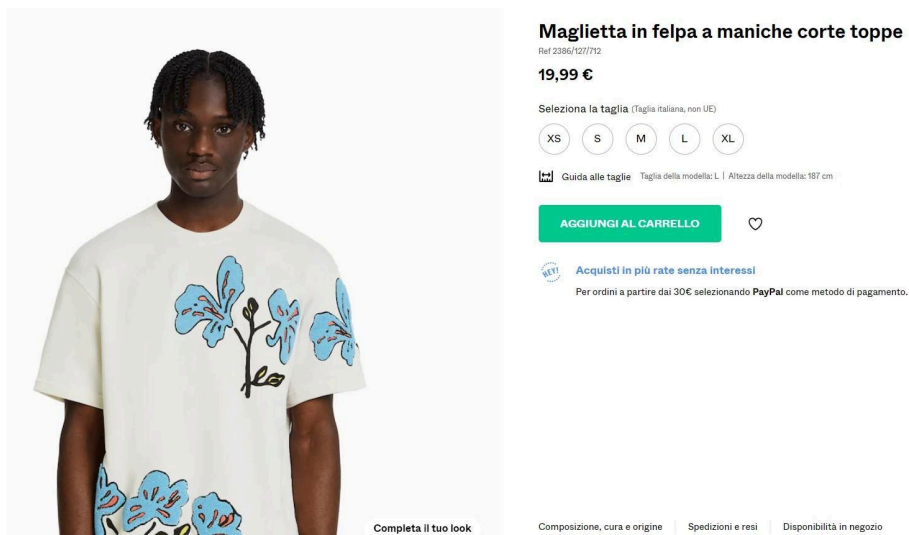 Maglietta in felpa a maniche corte toppe
Ref 2386/127/712
19,99 €
Seleziona la taglia (Taglia italiana, non UE)
XS S M L XL
Guida alle taglie Taglia della modella: L | Altezza della modella: 187 cm
AGGIUNGI AL CARRELLO
HEY!
Acquisti in più rate senza interessi
Per ordini a partire dai 30€ selezionando PayPal come metodo di pagamento.
Completa il tuo look
Composizione, cura e origine Spedizioni e resi Disponibilità in negozio